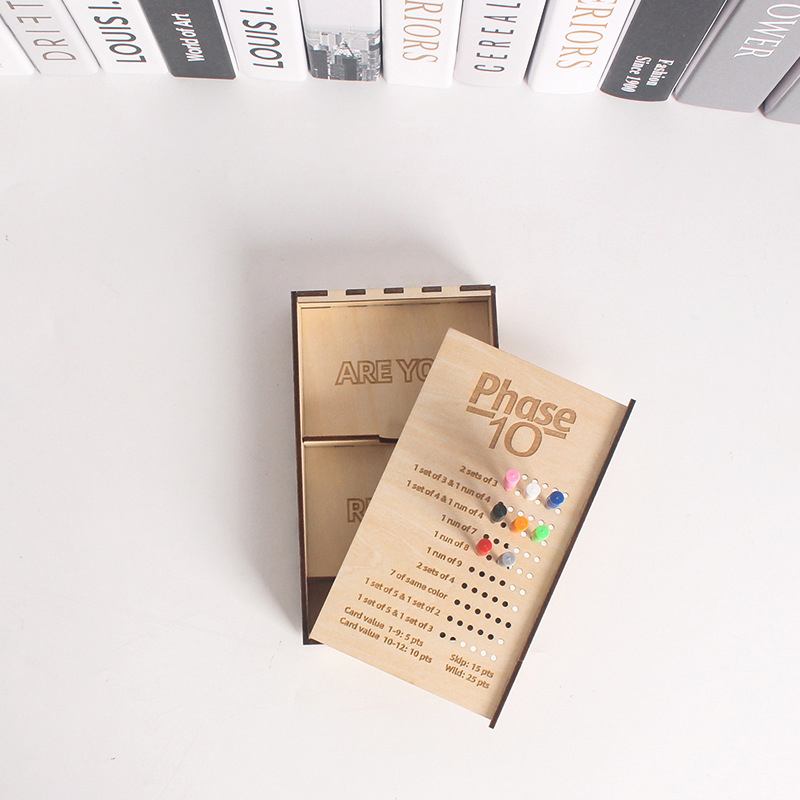 DRIFT
LOUIS I.
World of Art
LOUIS I.
CEREAL
Fashion
Since 1900
ARE YO
Phase
10
2 sets of 3
1 set of 3 & 1 run of 4
1 set of 4 & 1 run of 4
1 run of 7
1 run of 8
1 run of 9
2 sets of 4
7 of same color
1 set of 5 & 1 set of 2
1 set of 5 & 1 set of 3
Card value 1-9: 5 pts
Card value 10-12: 10 pts
Skip: 15 pts
Wild: 25 pts